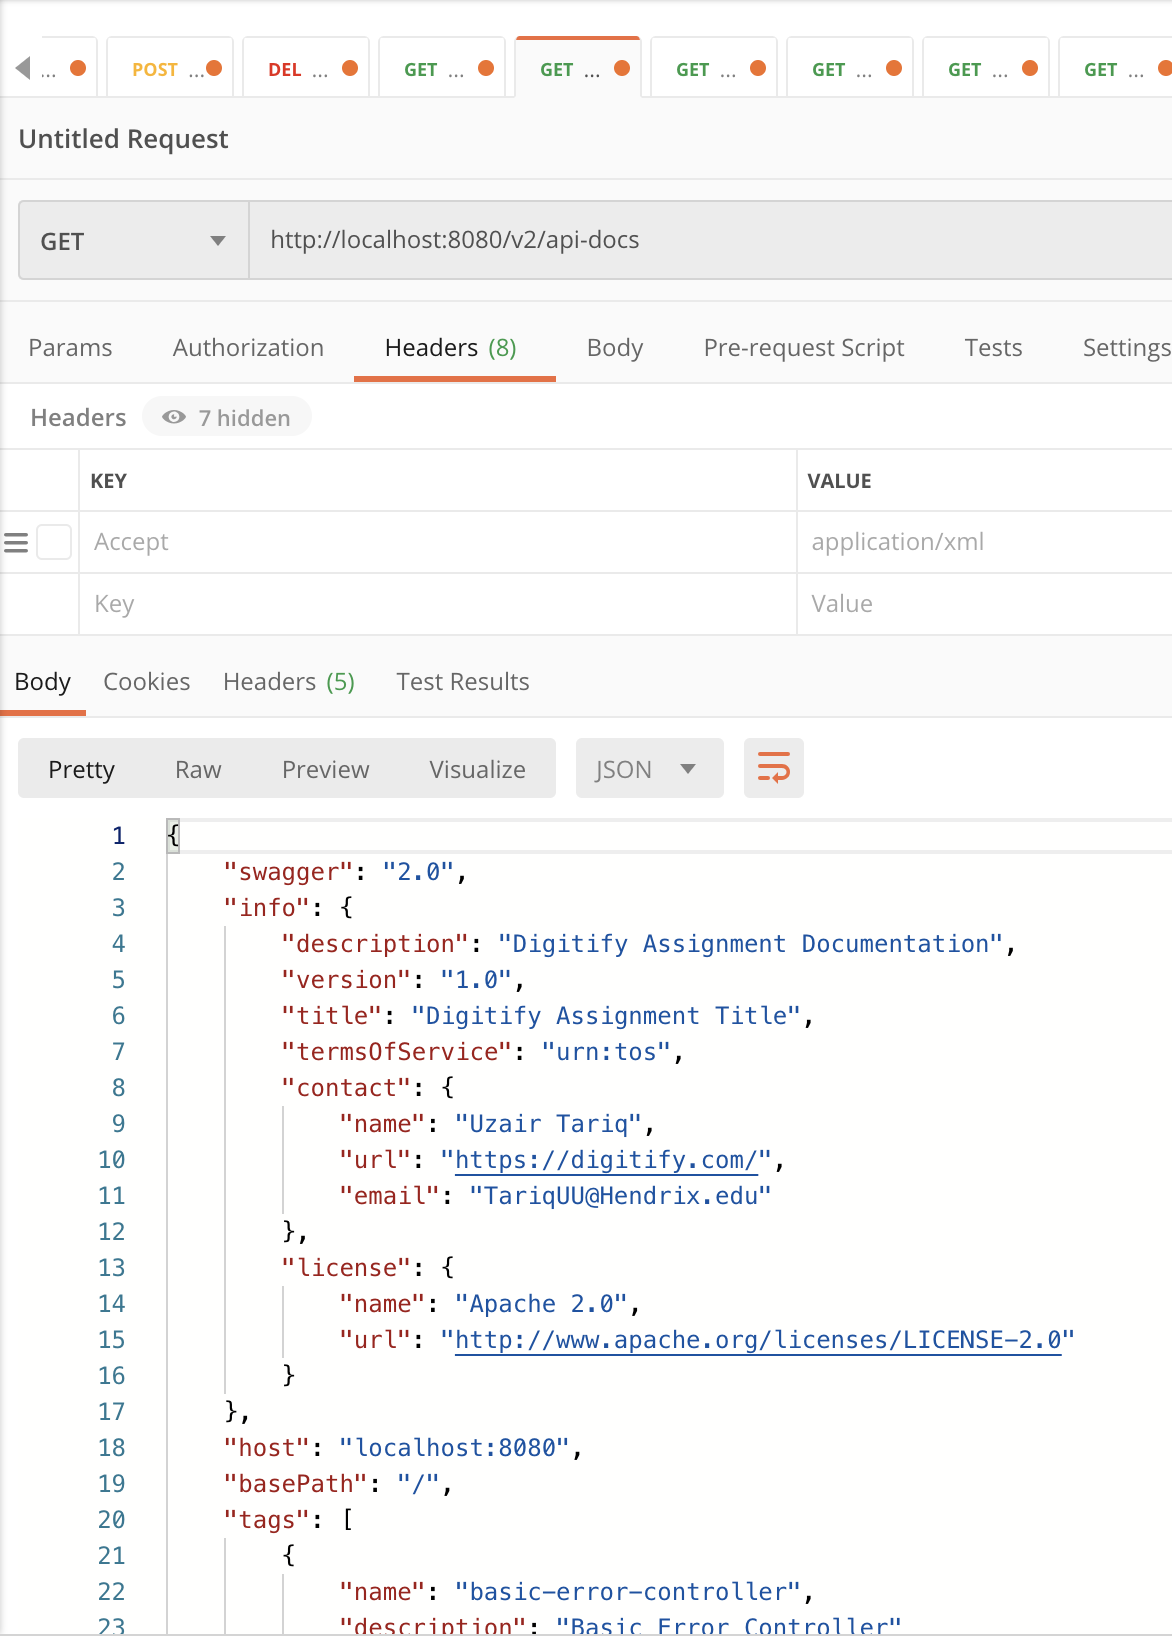 ... POST ... DEL ... GET ... GET ... GET ... GET ... GET ... GET ...
Untitled Request
GET http://localhost:8080/v2/api-docs
Params Authorization Headers (8) Body Pre-request Script Tests Settings
Headers 7 hidden
KEY VALUE
Accept application/xml
Key Value
Body Cookies Headers (5) Test Results
Pretty Raw Preview Visualize JSON
1 {
2 "swagger": "2.0",
3 "info": {
4 "description": "Digitify Assignment Documentation",
5 "version": "1.0",
6 "title": "Digitify Assignment Title",
7 "termsOfService": "urn:tos",
8 "contact": {
9 "name": "Uzair Tariq",
10 "url": "https://digitify.com/",
11 "email": "TariqUU@Hendrix.edu"
12 },
13 "license": {
14 "name": "Apache 2.0",
15 "url": "http://www.apache.org/licenses/LICENSE-2.0"
16 }
17 },
18 "host": "localhost:8080",
19 "basePath": "/",
20 "tags": [
21 {
22 "name": "basic-error-controller",
23 "description": "Basic Error Controller"